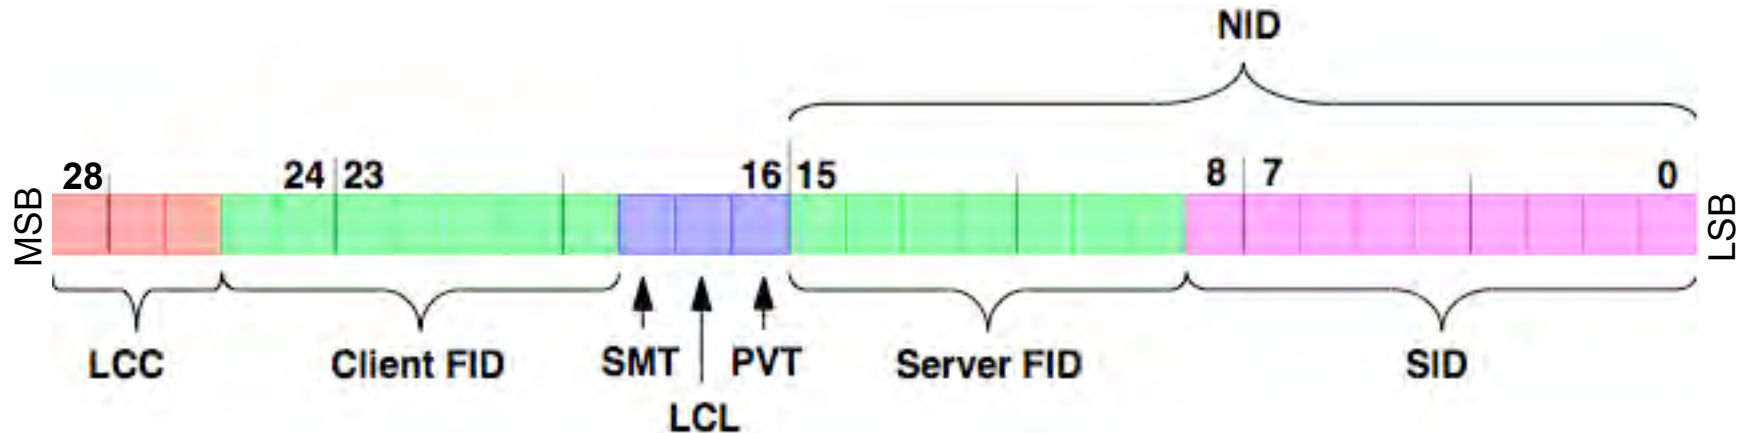 NID
28 24 23 16 15 8 7 0
MSB
LSB
LCC Client FID SMT PVT Server FID SID
LCL